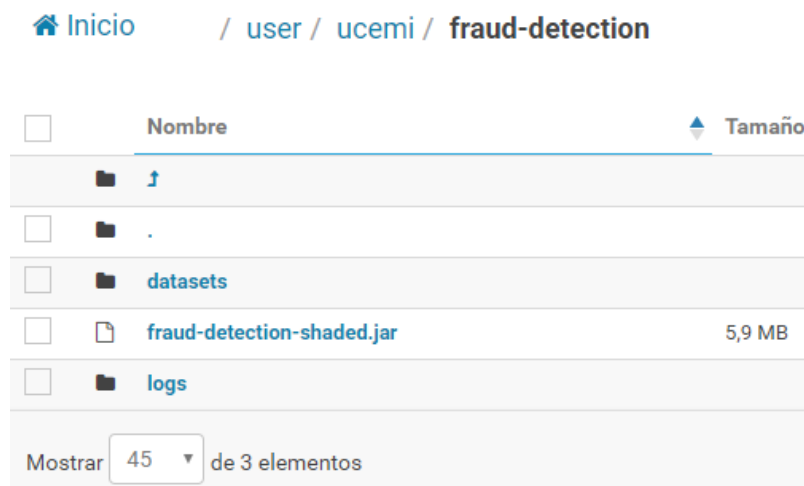 Inicio / user / ucemi / fraud-detection
Nombre Tamaño
.
datasets
fraud-detection-shaded.jar 5,9 MB
logs
Mostrar 45 de 3 elementos